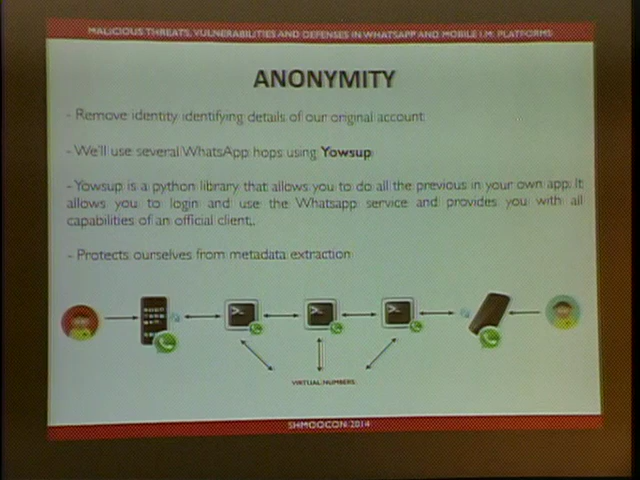 MALICIOUS THREATS, VULNERABILITIES AND DEFENSES IN WHATSAPP AND MOBILE I.M. PLATFORMS
ANONYMITY
- Remove identity identifying details of our original account
- We'll use several WhatsApp hops using Yowsup
- Yowsup is a python library that allows you to do all the previous in your own app. It
allows you to login and use the Whatsapp service and provides you with all
capabilities of an official client,.
- Protects ourselves from metadata extraction
VIRTUAL NUMBERS
SHMOOCON 2014